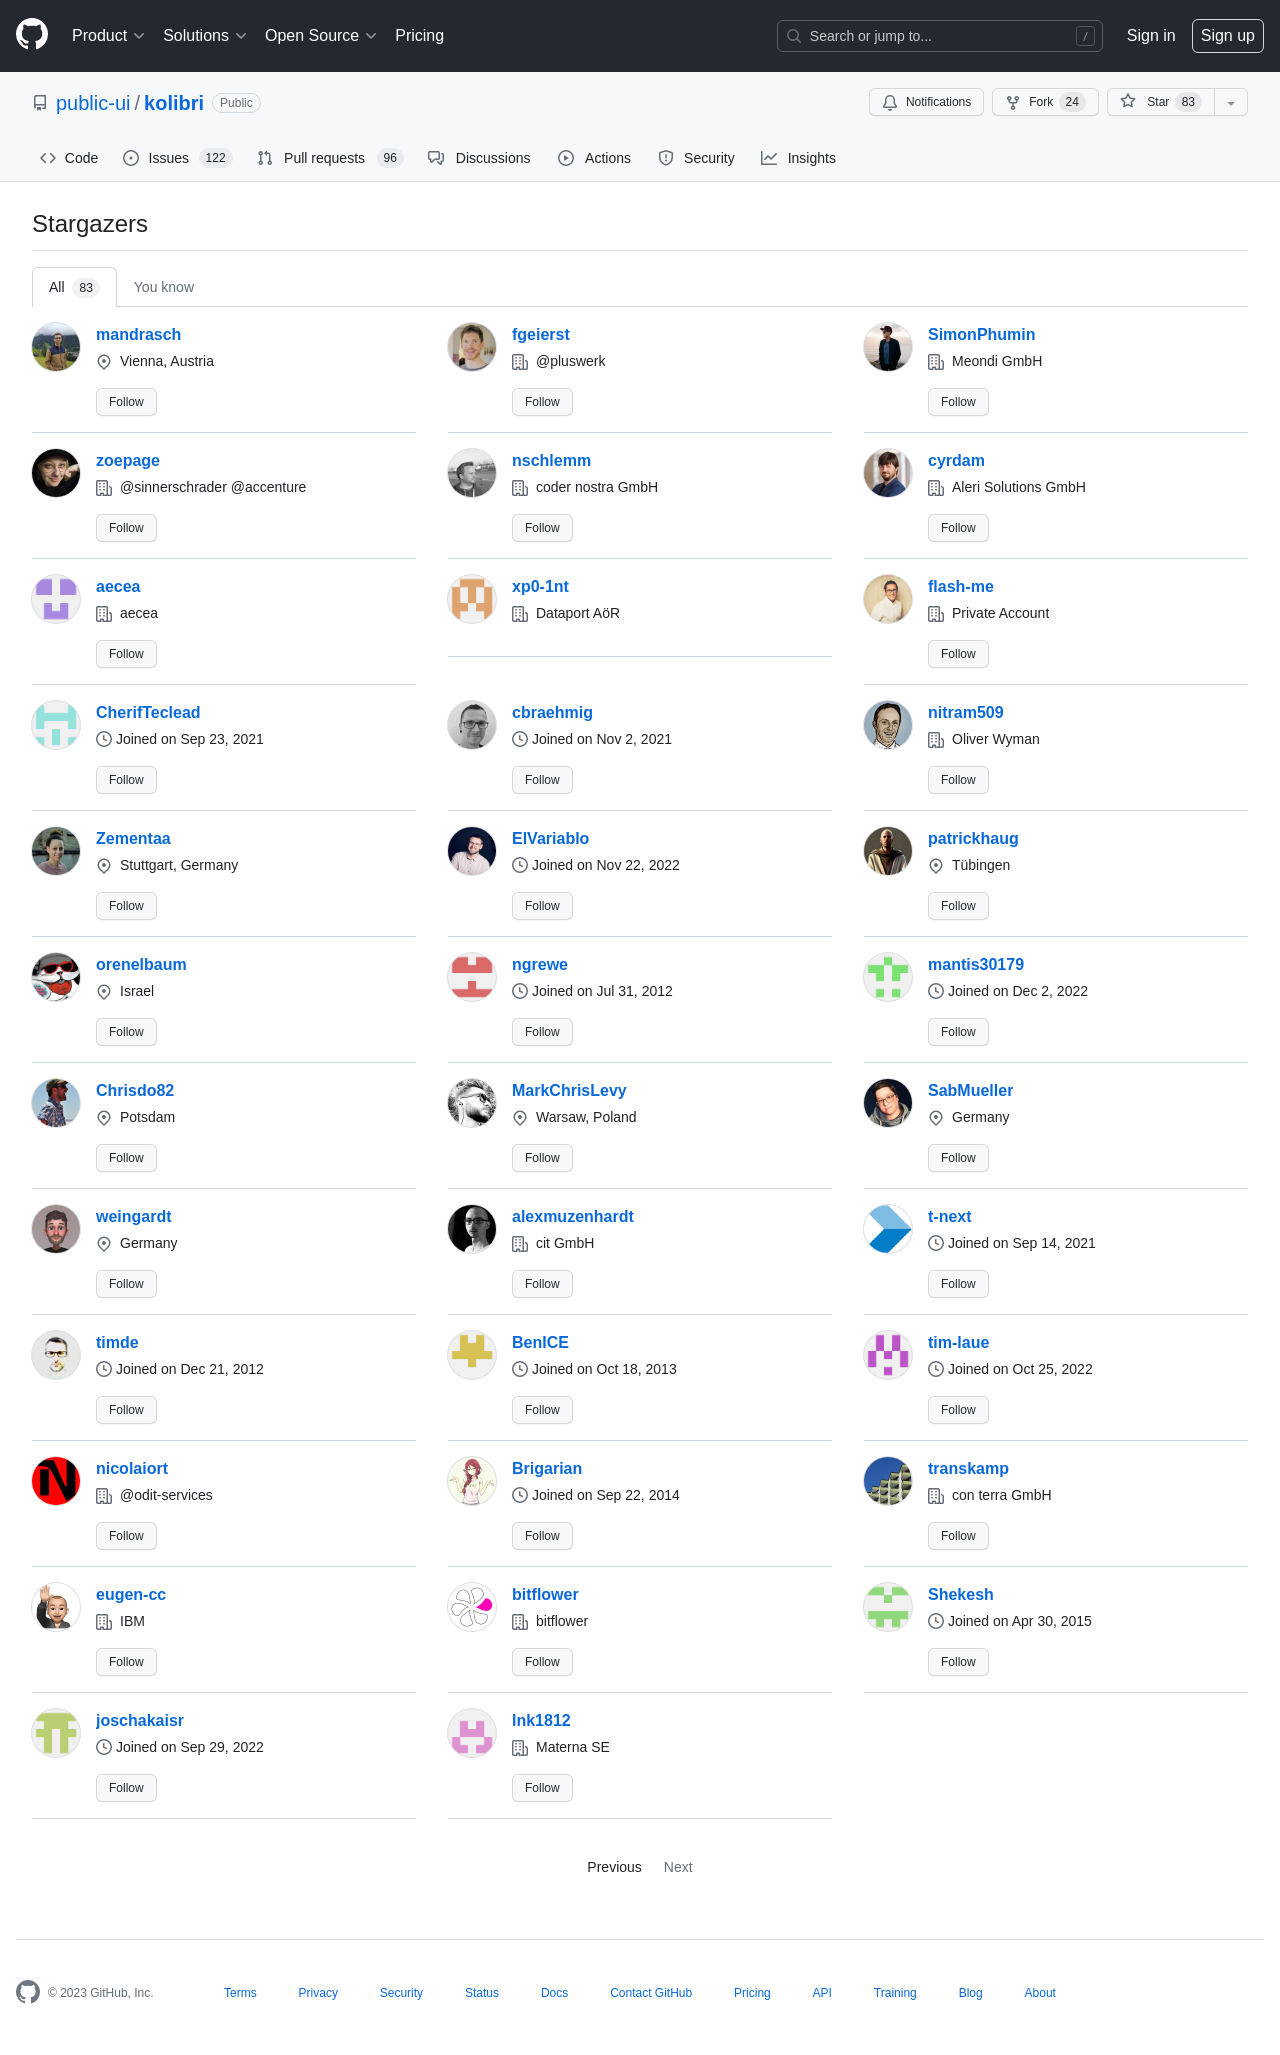 Product Solutions Open Source Pricing Search or jump to... / Sign in Sign up
public-ui / kolibri Public Notifications Fork 24 Star 83
Code Issues 122 Pull requests 96 Discussions Actions Security Insights
Stargazers
All 83 You know
mandrasch fgeierst SimonPhumin
Vienna, Austria @pluswerk Meondi GmbH
Follow Follow Follow
zoepage nschlemm cyrdam
@sinnerschrader @accenture coder nostra GmbH Aleri Solutions GmbH
Follow Follow Follow
aecea xp0-1nt flash-me
aecea Dataport AöR Private Account
Follow Follow
CherifTeclead cbraehmig nitram509
Joined on Sep 23, 2021 Joined on Nov 2, 2021 Oliver Wyman
Follow Follow Follow
Zementaa ElVariablo patrickhaug
Stuttgart, Germany Joined on Nov 22, 2022 Tübingen
Follow Follow Follow
orenelbaum ngrewe mantis30179
Israel Joined on Jul 31, 2012 Joined on Dec 2, 2022
Follow Follow Follow
Chrisdo82 MarkChrisLevy SabMueller
Potsdam Warsaw, Poland Germany
Follow Follow Follow
weingardt alexmuzenhardt t-next
Germany cit GmbH Joined on Sep 14, 2021
Follow Follow Follow
timde BenICE tim-laue
Joined on Dec 21, 2012 Joined on Oct 18, 2013 Joined on Oct 25, 2022
Follow Follow Follow
nicolaiort Brigarian transkamp
@odit-services Joined on Sep 22, 2014 con terra GmbH
Follow Follow Follow
eugen-cc bitflower Shekesh
IBM bitflower Joined on Apr 30, 2015
Follow Follow Follow
joschakaisr lnk1812
Joined on Sep 29, 2022 Materna SE
Follow Follow
Previous Next
© 2023 GitHub, Inc. Terms Privacy Security Status Docs Contact GitHub Pricing API Training Blog About